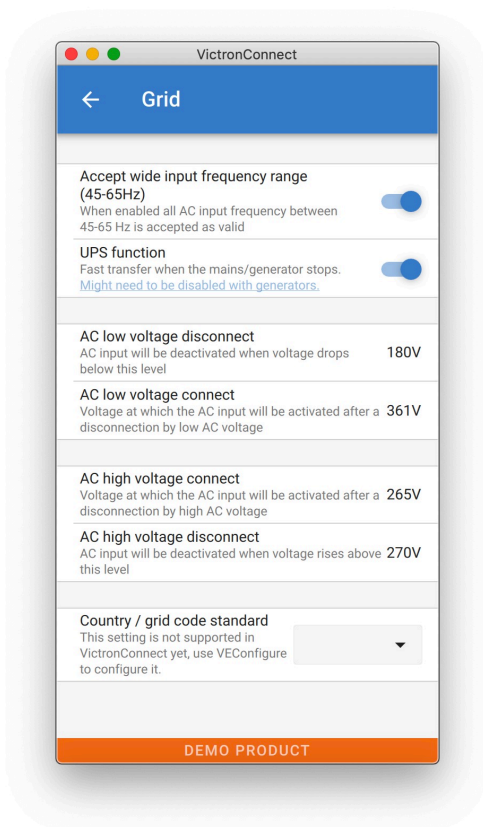 VictronConnect
Grid
Accept wide input frequency range
(45-65Hz)
When enabled all AC input frequency between
45-65 Hz is accepted as valid
UPS function
Fast transfer when the mains/generator stops.
Might need to be disabled with generators.
AC low voltage disconnect
AC input will be deactivated when voltage drops
below this level
180V
AC low voltage connect
Voltage at which the AC input will be activated after a
disconnection by low AC voltage
361V
AC high voltage connect
Voltage at which the AC input will be activated after a
disconnection by high AC voltage
265V
AC high voltage disconnect
AC input will be deactivated when voltage rises above
this level
270V
Country / grid code standard
This setting is not supported in
VictronConnect yet, use VEConfigure
to configure it.
DEMO PRODUCT